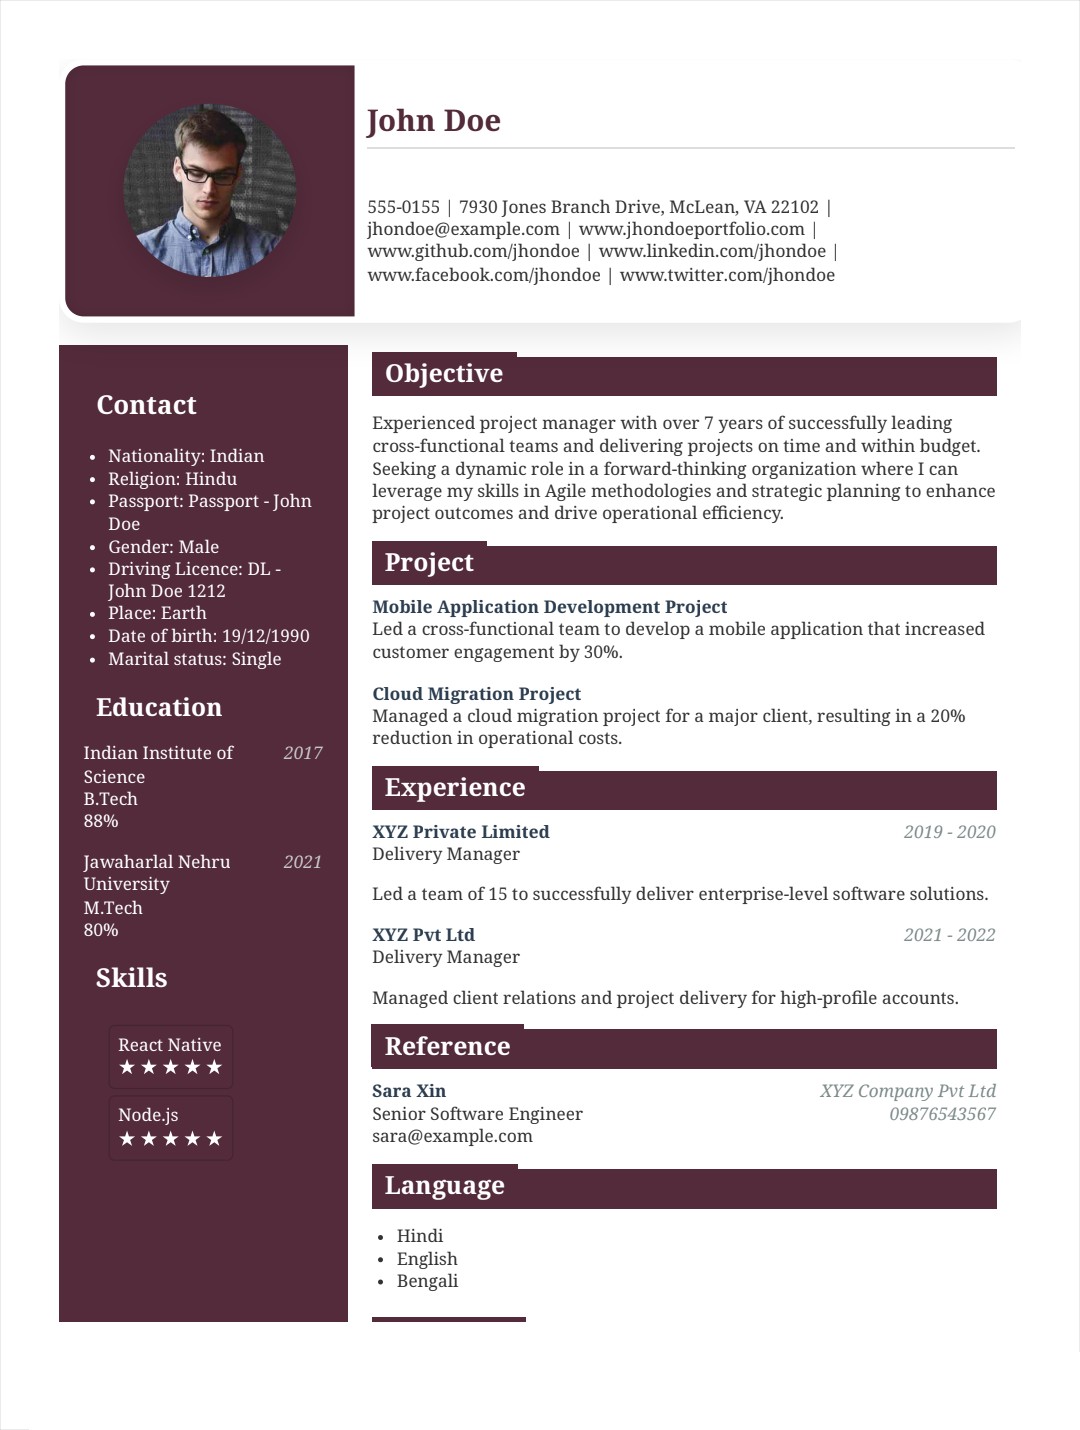 John Doe
555-0155 | 7930 Jones Branch Drive, McLean, VA 22102 |
jhondoe@example.com | www.jhondoeportfolio.com |
www.github.com/jhondoe | www.linkedin.com/jhondoe |
www.facebook.com/jhondoe | www.twitter.com/jhondoe
Contact
• Nationality: Indian
• Religion: Hindu
• Passport: Passport - John
Doe
• Gender: Male
• Driving Licence: DL -
John Doe 1212
• Place: Earth
• Date of birth: 19/12/1990
• Marital status: Single
Education
Indian Institute of 2017
Science
B.Tech
88%
Jawaharlal Nehru 2021
University
M.Tech
80%
Skills
React Native
★★★★★
Node.js
★★★★★
Objective
Experienced project manager with over 7 years of successfully leading
cross-functional teams and delivering projects on time and within budget.
Seeking a dynamic role in a forward-thinking organization where I can
leverage my skills in Agile methodologies and strategic planning to enhance
project outcomes and drive operational efficiency.
Project
Mobile Application Development Project
Led a cross-functional team to develop a mobile application that increased
customer engagement by 30%.
Cloud Migration Project
Managed a cloud migration project for a major client, resulting in a 20%
reduction in operational costs.
Experience
XYZ Private Limited 2019 - 2020
Delivery Manager
Led a team of 15 to successfully deliver enterprise-level software solutions.
XYZ Pvt Ltd 2021 - 2022
Delivery Manager
Managed client relations and project delivery for high-profile accounts.
Reference
Sara Xin XYZ Company Pvt Ltd
Senior Software Engineer 09876543567
sara@example.com
Language
• Hindi
• English
• Bengali